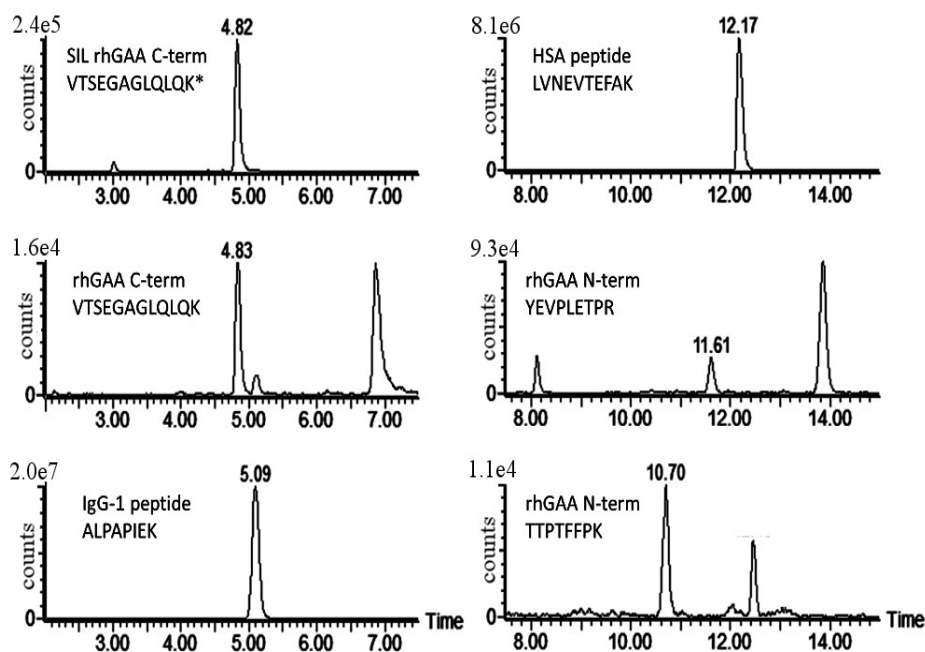 2.4e5
4.82
SIL rhGAA C-term
VTSEGAGLQLQK*
counts
0
3.00 4.00 5.00 6.00 7.00
8.1e6
12.17
HSA peptide
LVNEVTEFAK
counts
0
8.00 10.00 12.00 14.00
1.6e4
4.83
rhGAA C-term
VTSEGAGLQLQK
counts
0
3.00 4.00 5.00 6.00 7.00
9.3e4
rhGAA N-term
YEVPLETPR
11.61
counts
0
8.00 10.00 12.00 14.00
2.0e7
5.09
IgG-1 peptide
ALPAPIEK
counts
0
Time
3.00 4.00 5.00 6.00 7.00
1.1e4
10.70
rhGAA N-term
TTPTFFPK
counts
0
Time
8.00 10.00 12.00 14.00